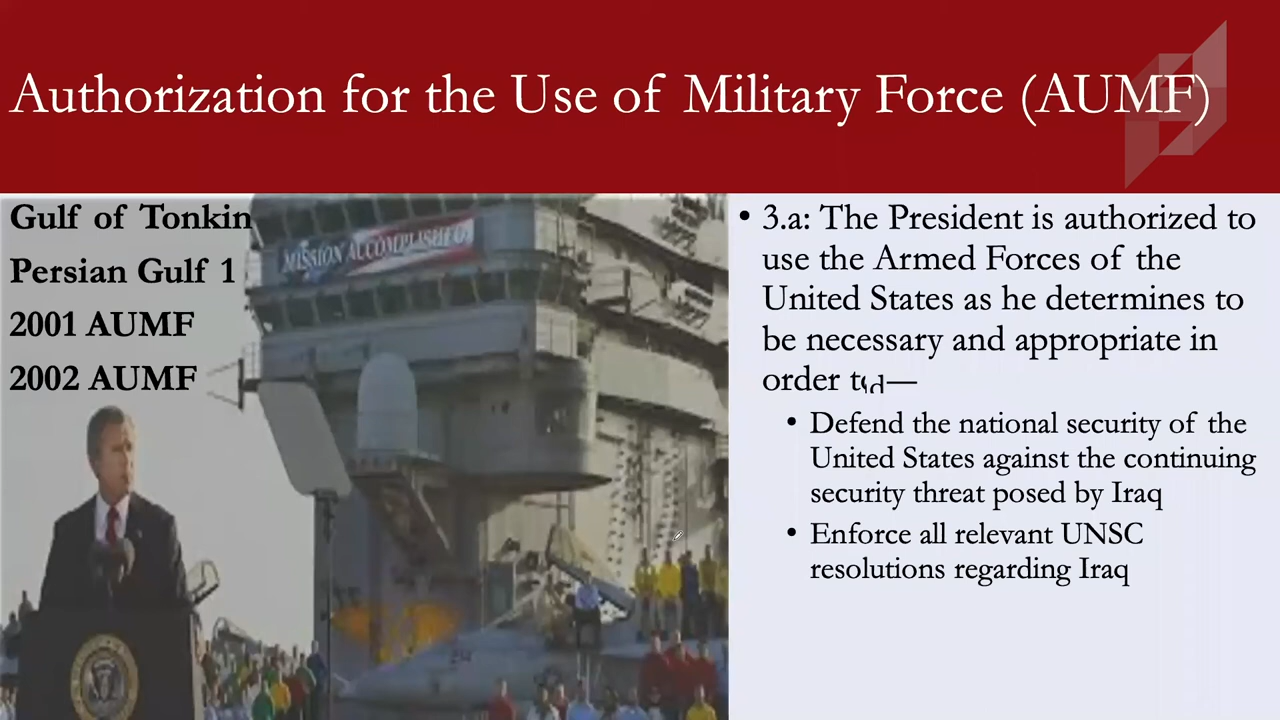 Authorization for the Use of Military Force (AUMF)
Gulf of Tonkin
Persian Gulf 1
2001 AUMF
2002 AUMF
MISSION ACCOMPLISHED
• 3.a: The President is authorized to
use the Armed Forces of the
United States as he determines to
be necessary and appropriate in
order
• Defend the national security of the
United States against the continuing
security threat posed by Iraq
• Enforce all relevant UNSC
resolutions regarding Iraq